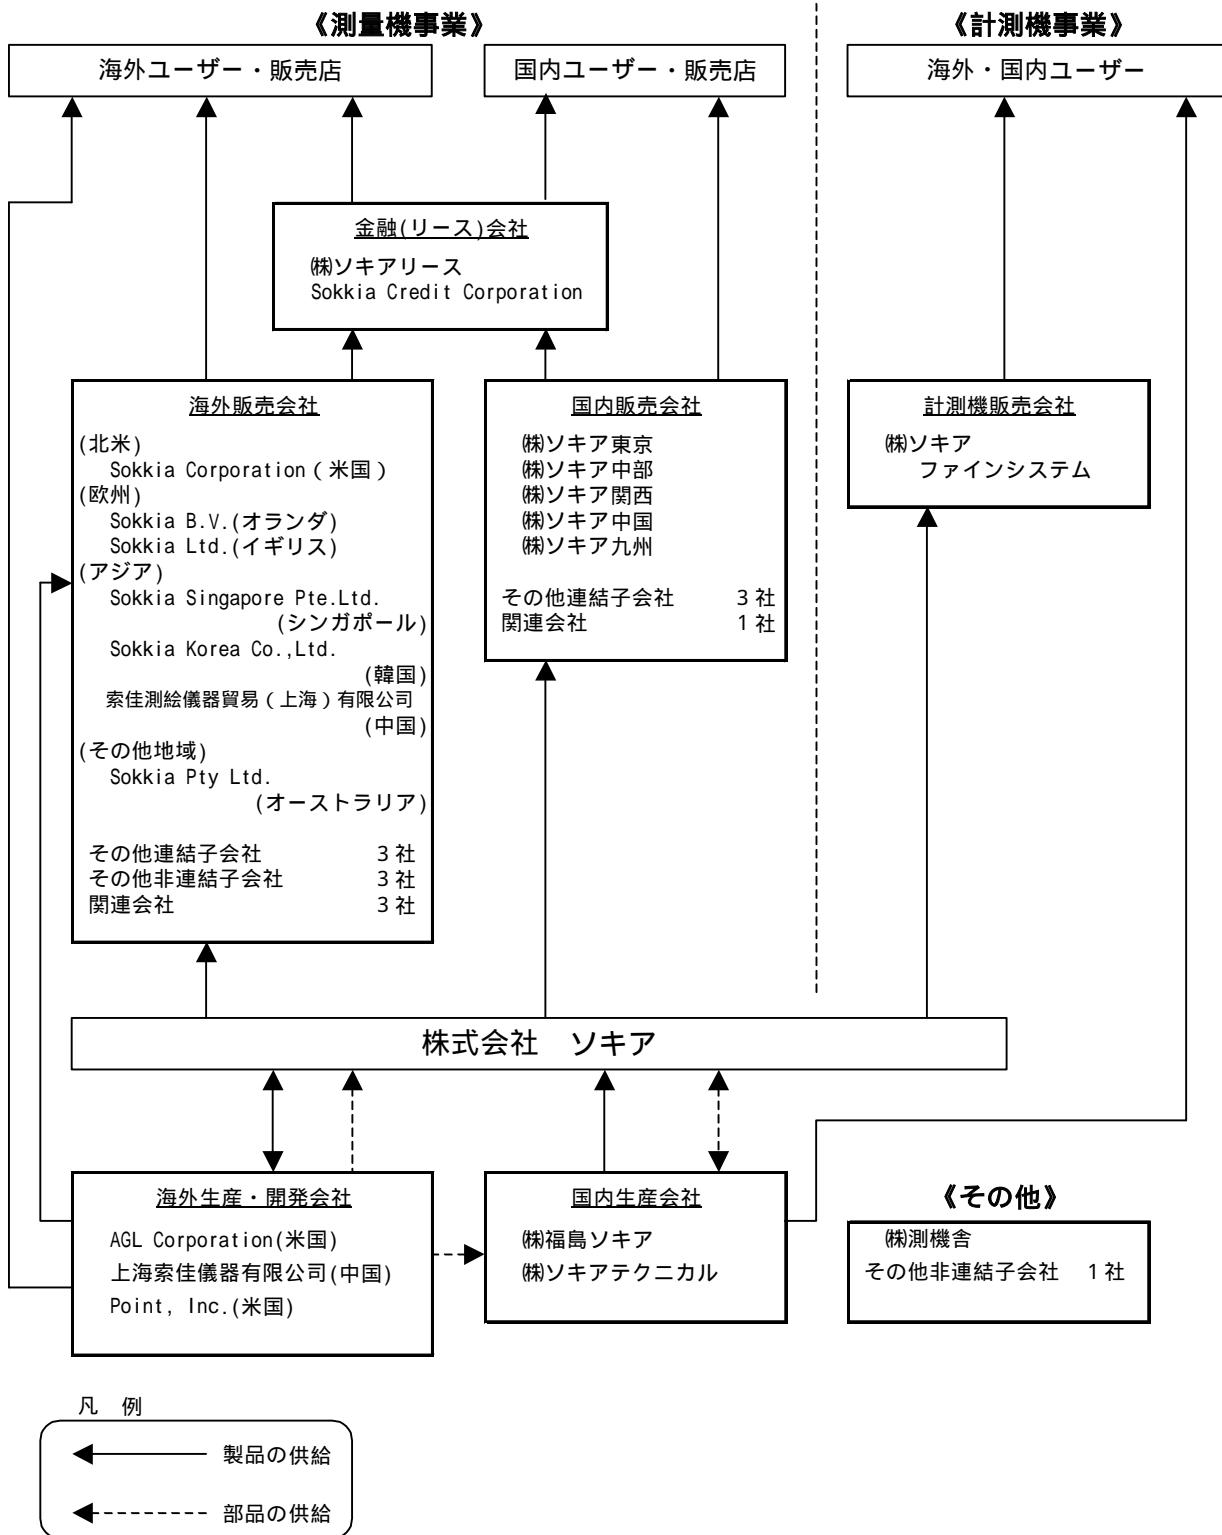 《測量機事業》
《計測機事業》
海外ユーザー・販売店
国内ユーザー・販売店
海外・国内ユーザー
金融(リース)会社
㈱ソキアリース
Sokkia Credit Corporation
海外販売会社
(北米)
Sokkia Corporation(米国)
(欧州)
Sokkia B.V.(オランダ)
Sokkia Ltd.(イギリス)
(アジア)
Sokkia Singapore Pte.Ltd.
(シンガポール)
Sokkia Korea Co.,Ltd.
(韓国)
索佳測絵儀器貿易(上海)有限公司
(中国)
(その他地域)
Sokkia Pty Ltd.
(オーストラリア)
その他連結子会社 3社
その他非連結子会社 3社
関連会社 3社
国内販売会社
㈱ソキア東京
㈱ソキア中部
㈱ソキア関西
㈱ソキア中国
㈱ソキア九州
その他連結子会社 3社
関連会社 1社
計測機販売会社
㈱ソキア
ファインシステム
株式会社 ソキア
海外生産・開発会社
AGL Corporation(米国)
上海索佳儀器有限公司(中国)
Point, Inc.(米国)
国内生産会社
㈱福島ソキア
㈱ソキアテクニカル
《その他》
㈱測機舎
その他非連結子会社 1社
凡 例
製品の供給
部品の供給